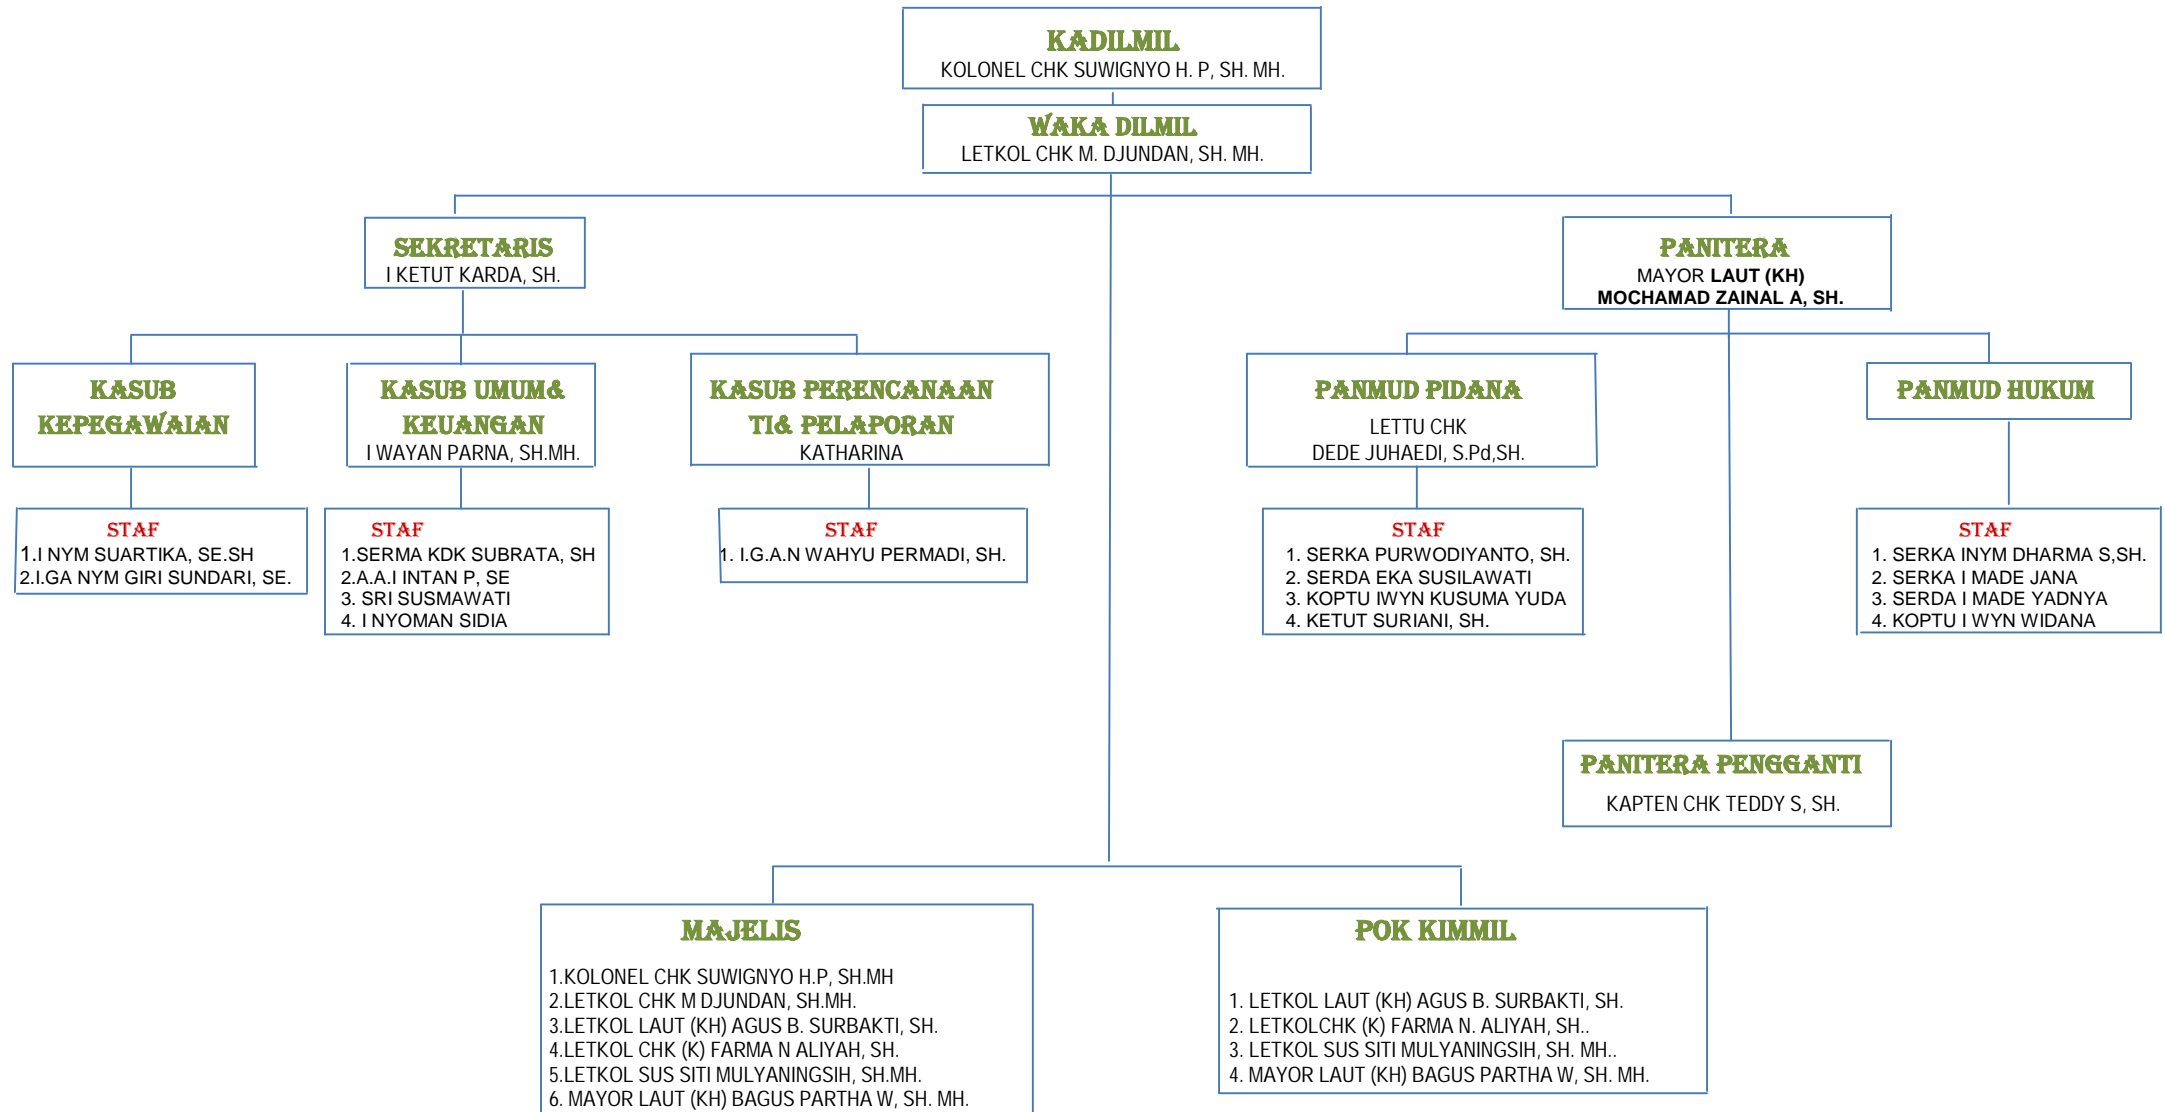 KADILMIL
KOLONEL CHK SUWIGNYO H. P, SH. MH.
WAKA DILMIL
LETKOL CHK M. DJUNDAN, SH. MH.
SEKRETARIS
I KETUT KARDA, SH.
PANITERA
MAYOR LAUT (KH)
MOCHAMAD ZAINAL A, SH.
KASUB
KEPEGAWAIAN
KASUB UMUM&
KEUANGAN
I WAYAN PARNA, SH.MH.
KASUB PERENCANAAN
TI& PELAPORAN
KATHARINA
PANMUD PIDANA
LETTU CHK
DEDE JUHAEDI, S.Pd,SH.
PANMUD HUKUM
STAF
1.I NYM SUARTIKA, SE.SH
2.I.GA NYM GIRI SUNDARI, SE.
STAF
1.SERMA KDK SUBRATA, SH
2.A.A.I INTAN P, SE
3. SRI SUSMAWATI
4. I NYOMAN SIDIA
STAF
1. I.G.A.N WAHYU PERMADI, SH.
STAF
1. SERKA PURWODIYANTO, SH.
2. SERDA EKA SUSILAWATI
3. KOPTU IWYN KUSUMA YUDA
4. KETUT SURIANI, SH.
STAF
1. SERKA INYM DHARMA S,SH.
2. SERKA I MADE JANA
3. SERDA I MADE YADNYA
4. KOPTU I WYN WIDANA
PANITERA PENGGANTI
KAPTEN CHK TEDDY S, SH.
MAJELIS
1.KOLONEL CHK SUWIGNYO H.P, SH.MH
2.LETKOL CHK M DJUNDAN, SH.MH.
3.LETKOL LAUT (KH) AGUS B. SURBAKTI, SH.
4.LETKOL CHK (K) FARMA N ALIYAH, SH.
5.LETKOL SUS SITI MULYANINGSIH, SH.MH.
6. MAYOR LAUT (KH) BAGUS PARTHA W, SH. MH.
POK KIMMIL
1. LETKOL LAUT (KH) AGUS B. SURBAKTI, SH.
2. LETKOLCHK (K) FARMA N. ALIYAH, SH..
3. LETKOL SUS SITI MULYANINGSIH, SH. MH..
4. MAYOR LAUT (KH) BAGUS PARTHA W, SH. MH.